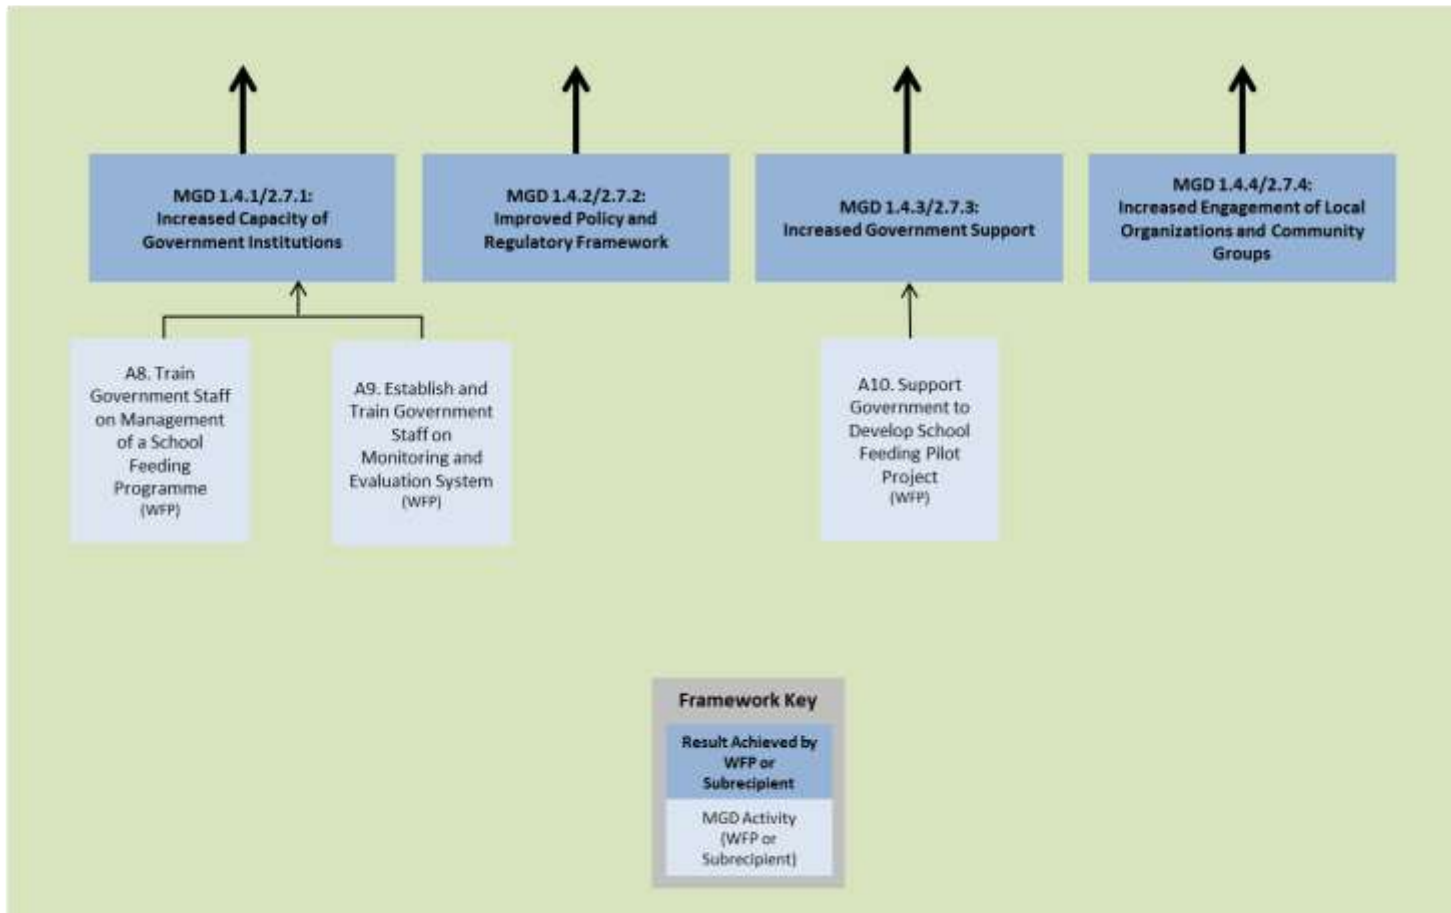 MGD 1.4.1/2.7.1:
Increased Capacity of
Government Institutions
MGD 1.4.2/2.7.2:
Improved Policy and
Regulatory Framework
MGD 1.4.3/2.7.3:
Increased Government Support
MGD 1.4.4/2.7.4:
Increased Engagement of Local
Organizations and Community
Groups
A8. Train
Government Staff
on Management
of a School
Feeding
Programme
(WFP)
A9. Establish and
Train Government
Staff on
Monitoring and
Evaluation System
(WFP)
A10. Support
Government to
Develop School
Feeding Pilot
Project
(WFP)
Framework Key
Result Achieved by
WFP or
Subrecipient
MGD Activity
(WFP or
Subrecipient)